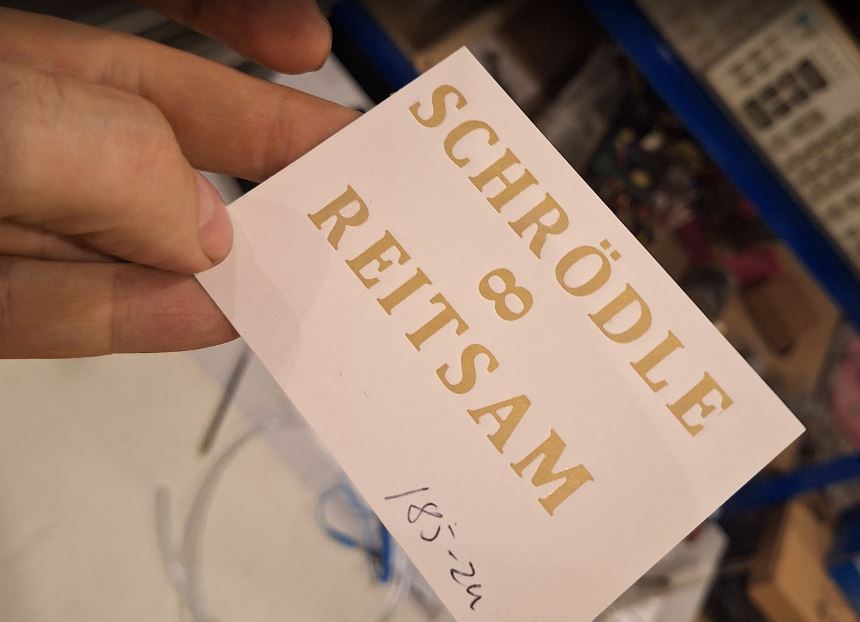 SCHRÖDLE
∞
REITSAM
185-24